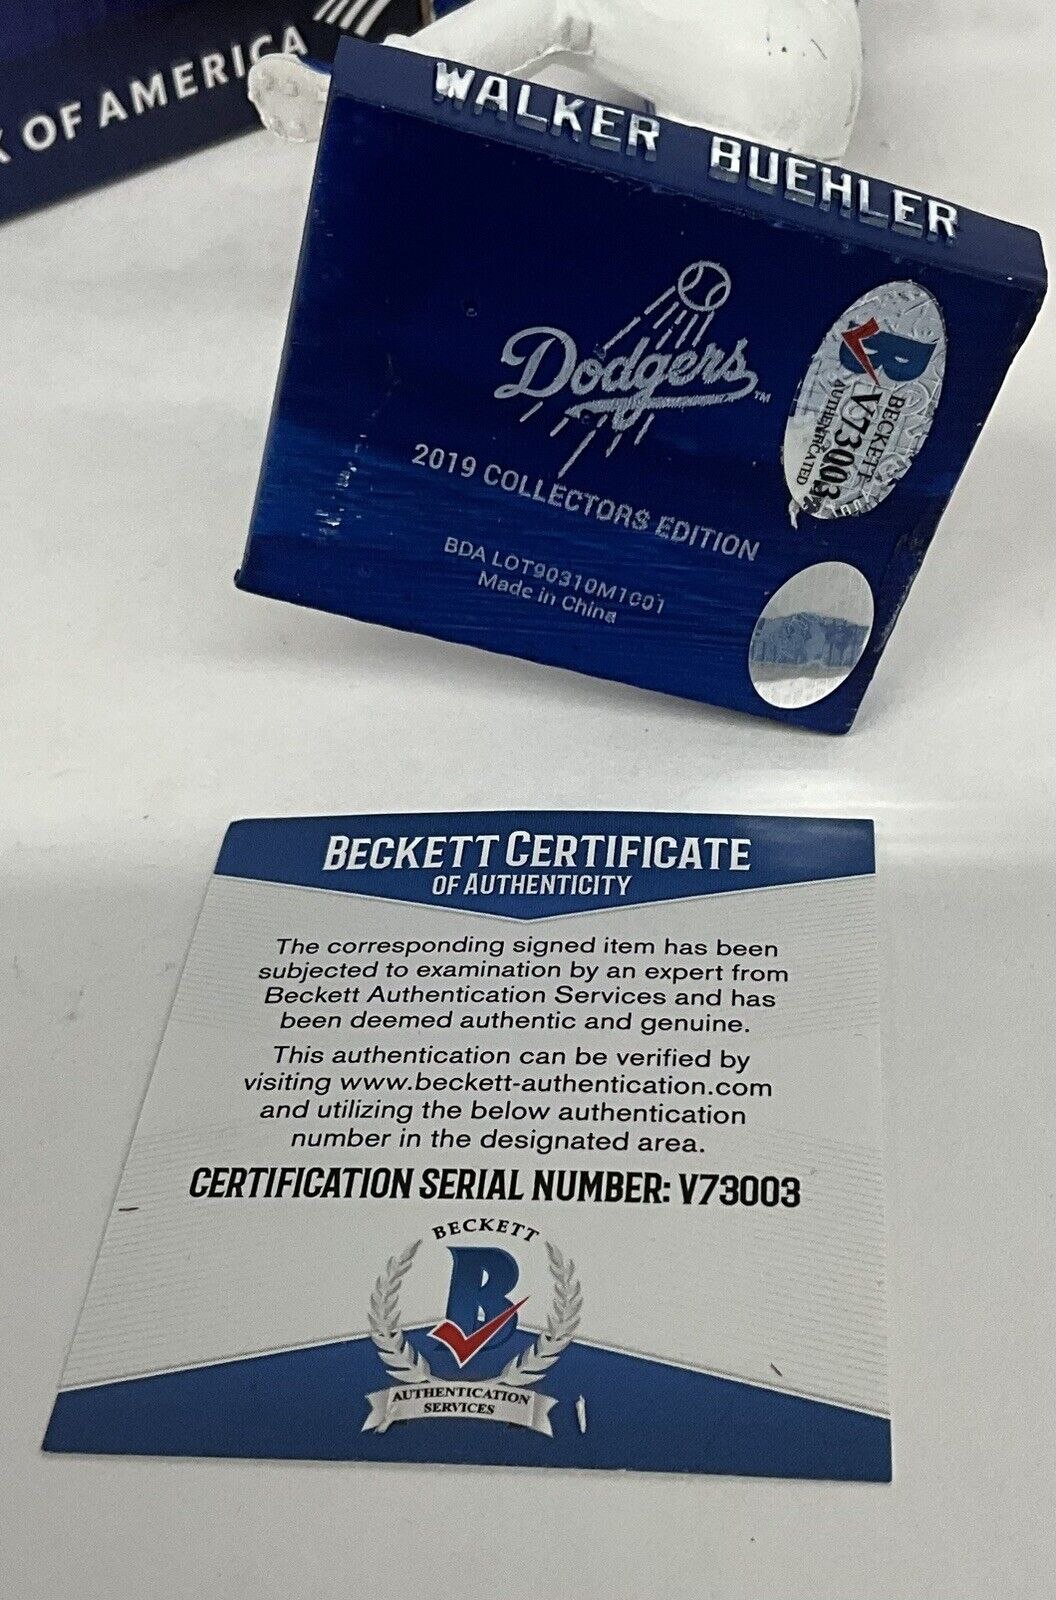 OF AMERICA
WALKER BUEHLER
Dodgers™
2019 COLLECTORS EDITION
BDA LOT90310M1001
Made in China
BECKETT
V73003
AUTHENTICATED
BECKETT CERTIFICATE
OF AUTHENTICITY
The corresponding signed item has been
subjected to examination by an expert from
Beckett Authentication Services and has
been deemed authentic and genuine.
This authentication can be verified by
visiting www.beckett-authentication.com
and utilizing the below authentication
number in the designated area.
CERTIFICATION SERIAL NUMBER: V73003
BECKETT
B
AUTHENTICATION
SERVICES